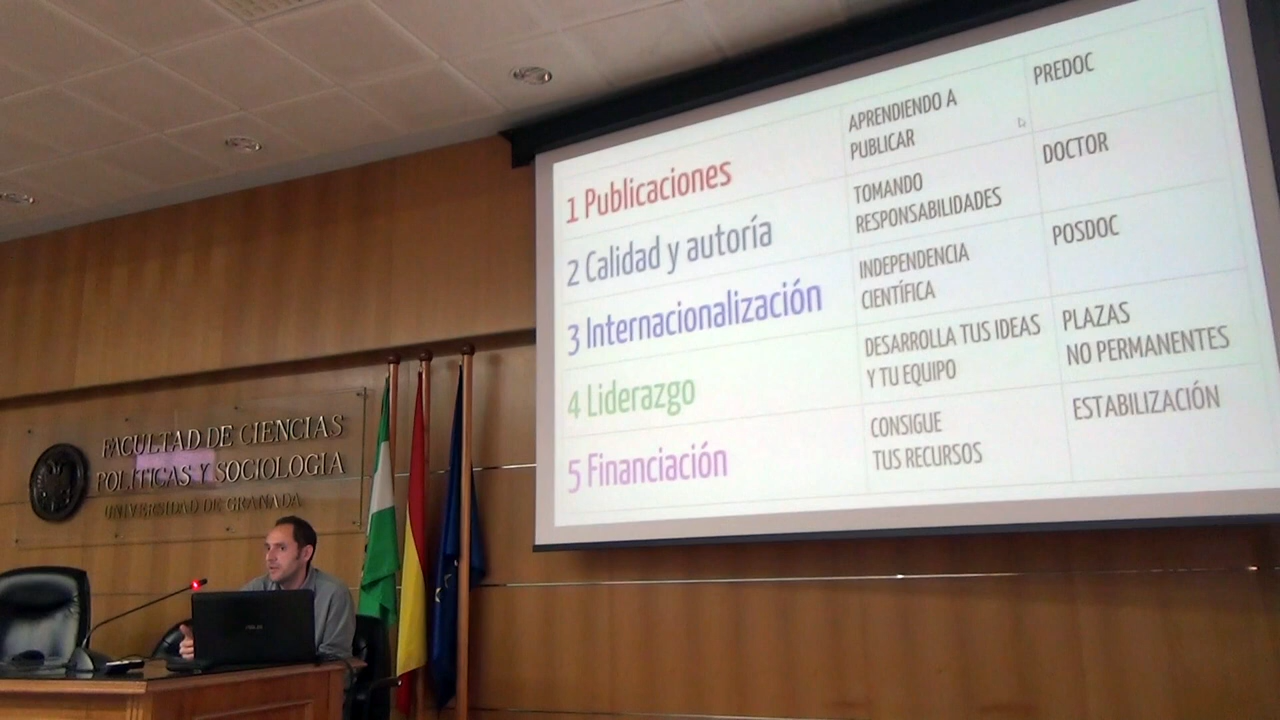 1 Publicaciones
APRENDIENDO A
PUBLICAR
PREDOC
2 Calidad y autoría
TOMANDO
RESPONSABILIDADES
DOCTOR
3 Internacionalización
INDEPENDENCIA
CIENTÍFICA
POSDOC
4 Liderazgo
DESARROLLA TUS IDEAS
Y TU EQUIPO
PLAZAS
NO PERMANENTES
5 Financiación
CONSIGUE
TUS RECURSOS
ESTABILIZACIÓN
FACULTAD DE CIENCIAS
POLÍTICAS Y SOCIOLOGIA
UNIVERSIDAD DE GRANADA
ASUS